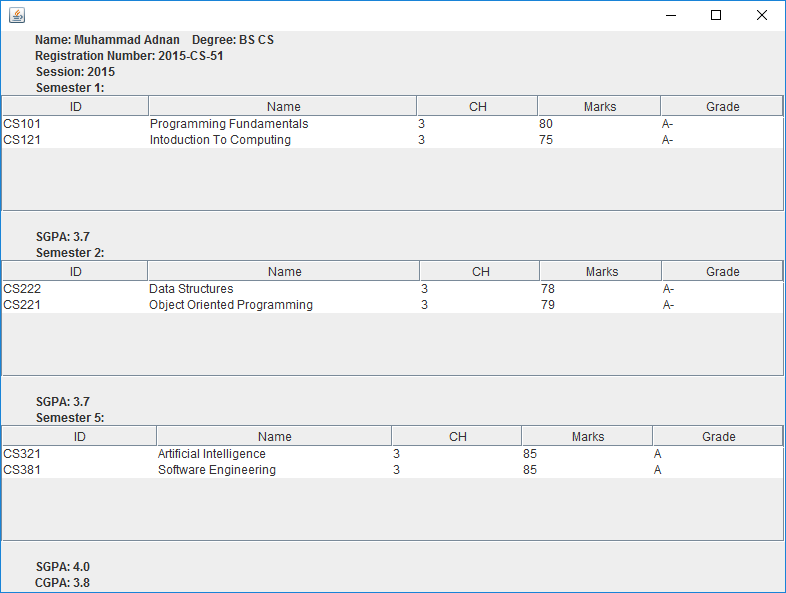 Name: Muhammad Adnan Degree: BS CS
Registration Number: 2015-CS-51
Session: 2015
Semester 1:
ID Name CH Marks Grade
CS101 Programming Fundamentals 3 80 A-
CS121 Intoduction To Computing 3 75 A-
SGPA: 3.7
Semester 2:
ID Name CH Marks Grade
CS222 Data Structures 3 78 A-
CS221 Object Oriented Programming 3 79 A-
SGPA: 3.7
Semester 5:
ID Name CH Marks Grade
CS321 Artificial Intelligence 3 85 A
CS381 Software Engineering 3 85 A
SGPA: 4.0
CGPA: 3.8